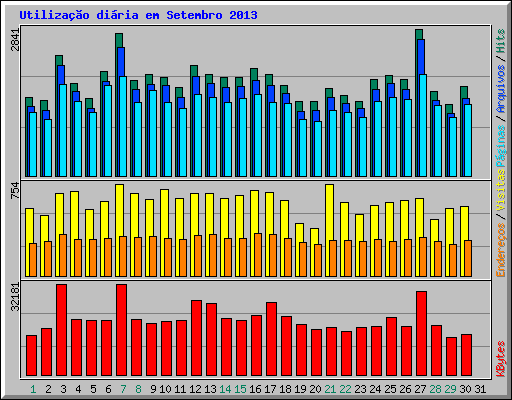 Utilização diária em Setembro 2013
2841
754
32181
Endereços / Visitas Páginas / Arquivos / Hits
KBytes
1 2 3 4 5 6 7 8 9 10 11 12 13 14 15 16 17 18 19 20 21 22 23 24 25 26 27 28 29 30 31